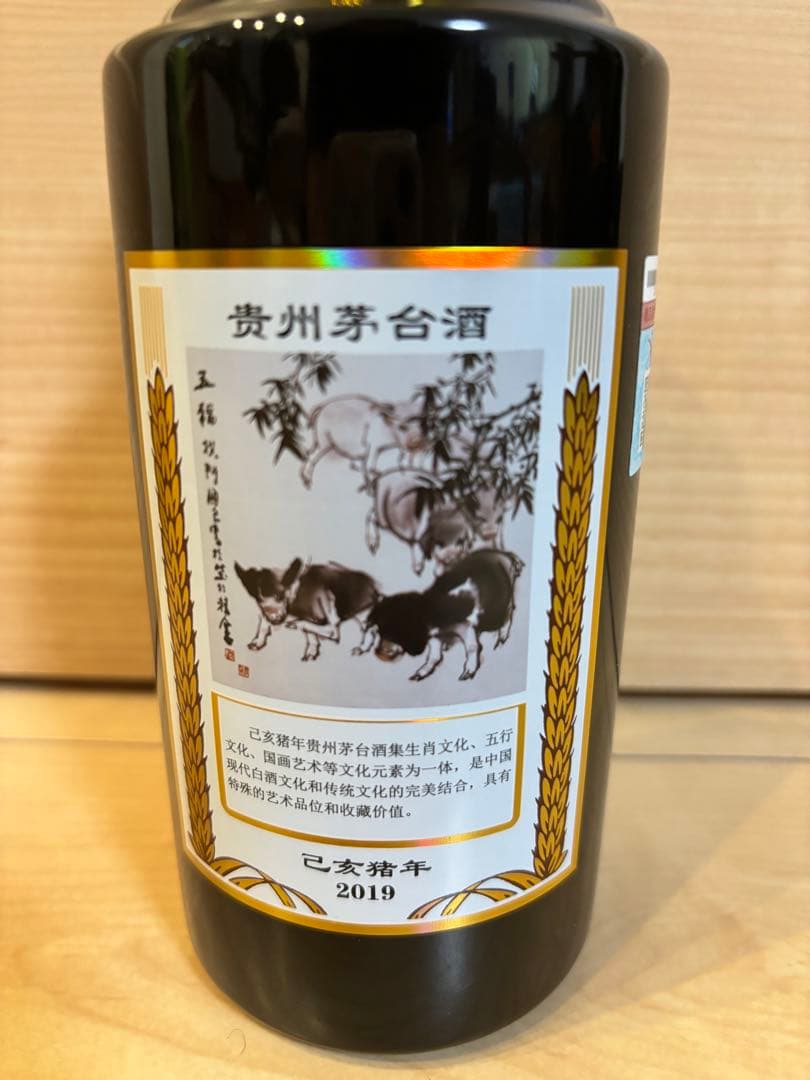 贵州茅台酒
五福
己亥猪年贵州茅台酒集生肖文化、五行
文化、国画艺术等文化元素为一体，是中国
现代白酒文化和传统文化的完美结合，具有
特殊的艺术品位和收藏价值。
己亥猪年
2019